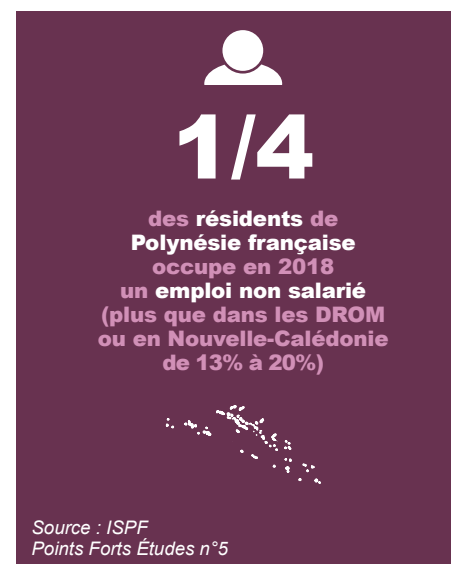 1/4
des résidents de
Polynésie française
occupe en 2018
un emploi non salarié
(plus que dans les DROM
ou en Nouvelle-Calédonie
de 13% à 20%)
Source : ISPF
Points Forts Études n°5